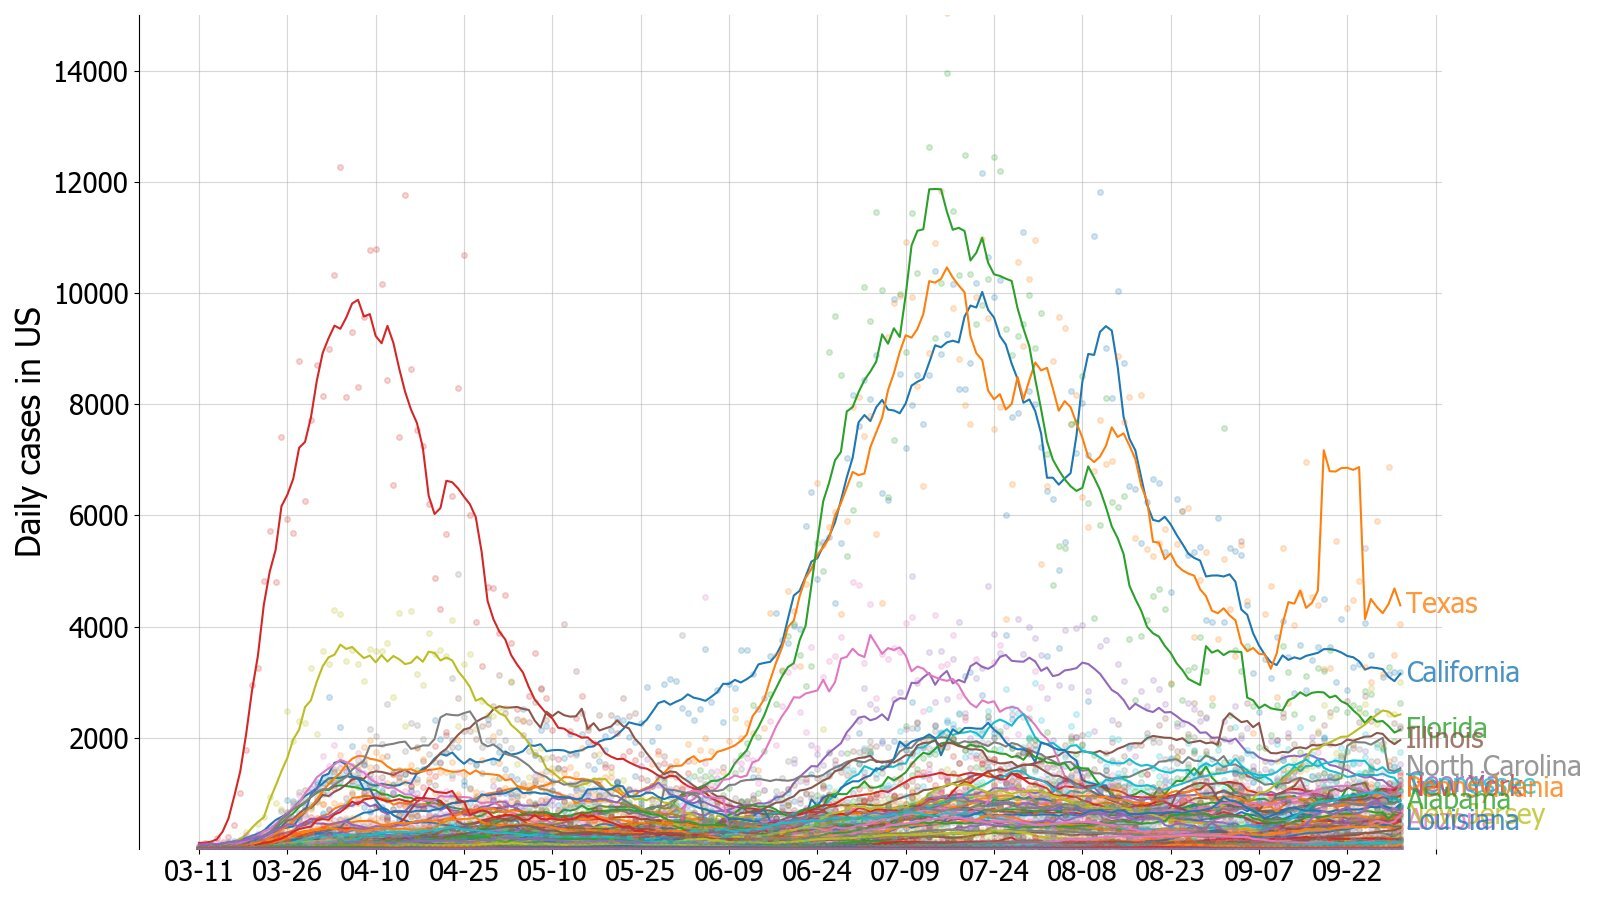 Daily cases in US
14000
12000
10000
8000
6000
4000
2000
03-11 03-26 04-10 04-25 05-10 05-25 06-09 06-24 07-09 07-24 08-08 08-23 09-07 09-22
Texas
California
Florida
Illinois
North Carolina
Alabama
Louisiana